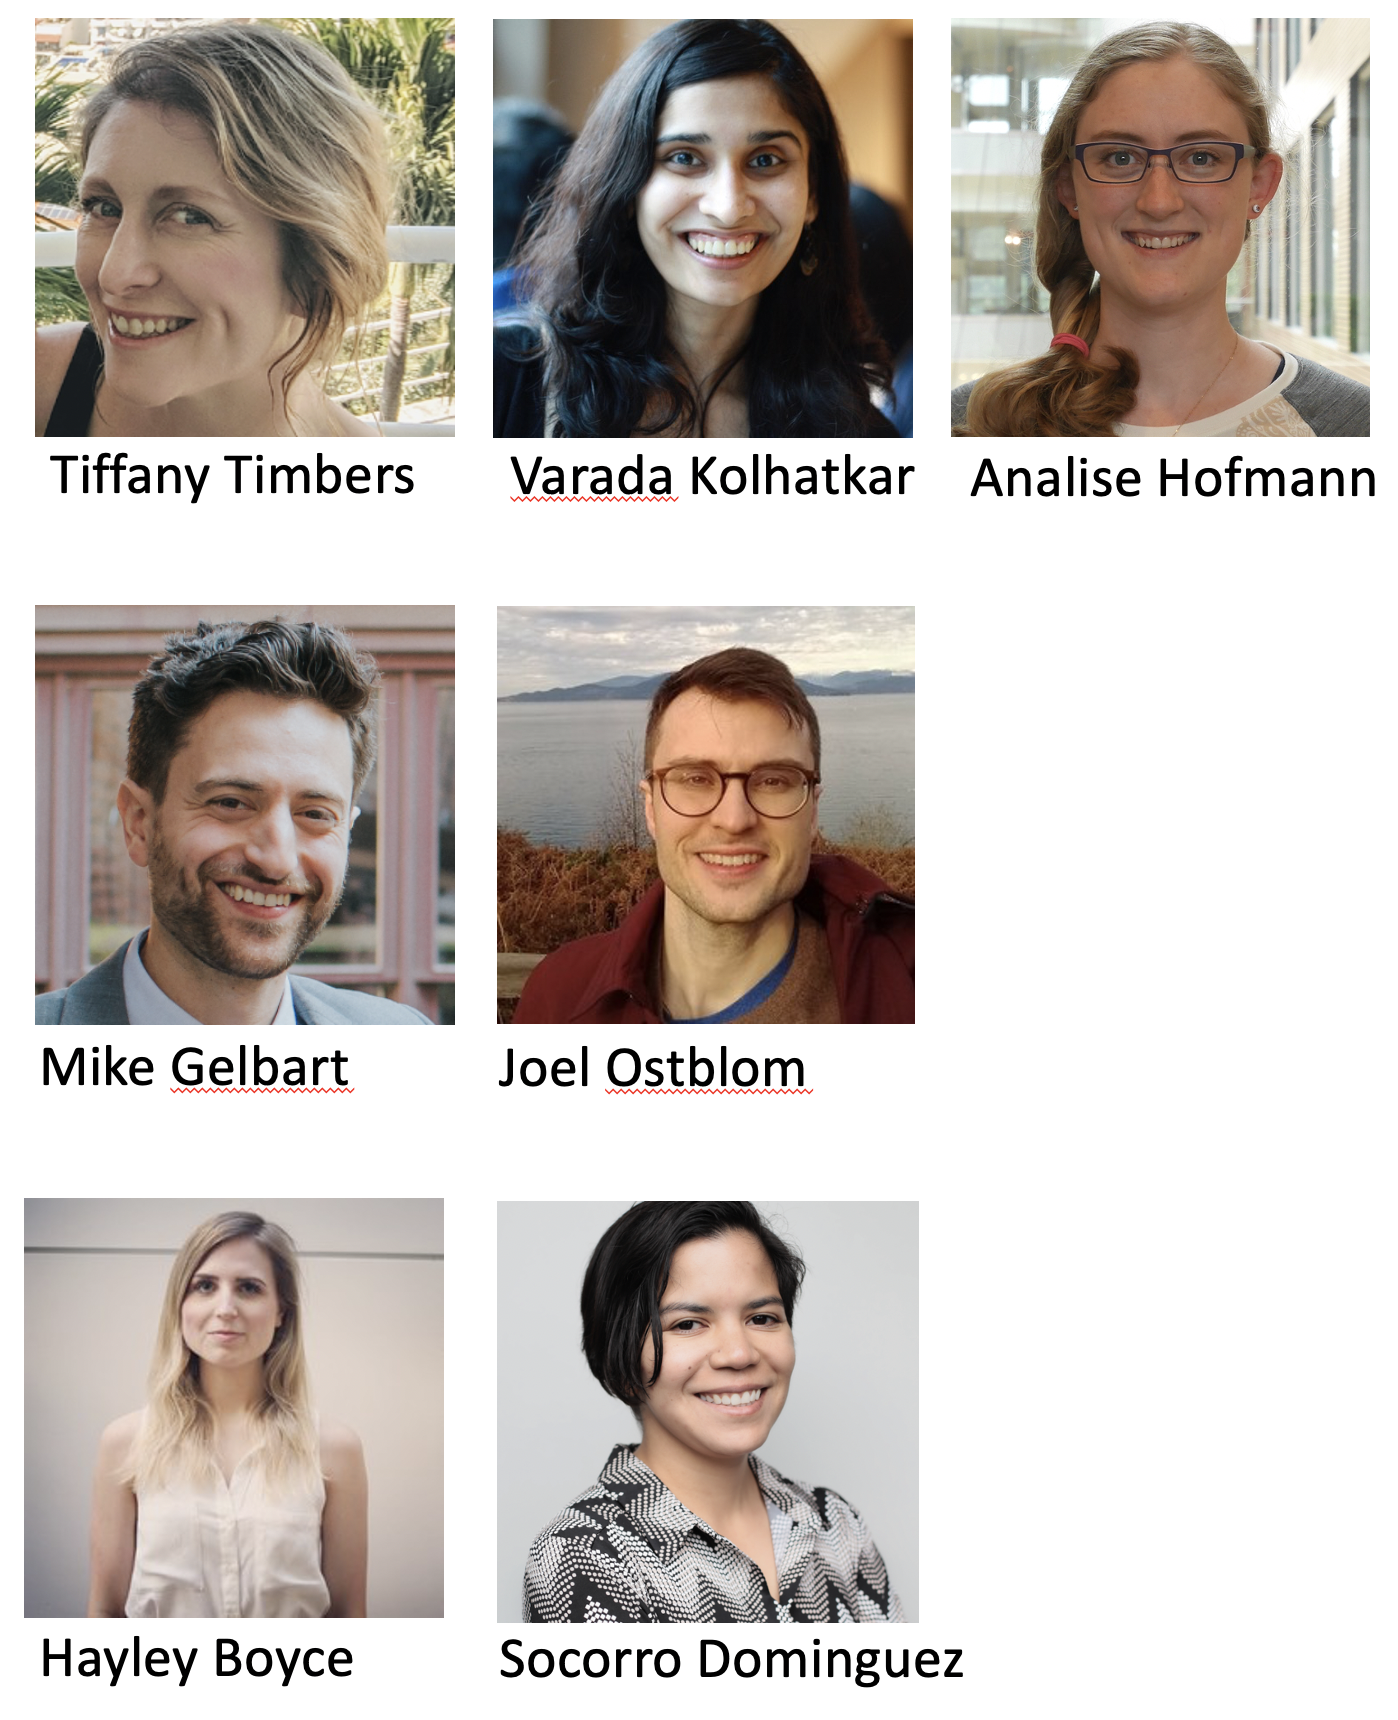 Tiffany Timbers
Varada Kolhatkar
Analise Hofmann
Mike Gelbart
Joel Ostblom
Hayley Boyce
Socorro Dominguez